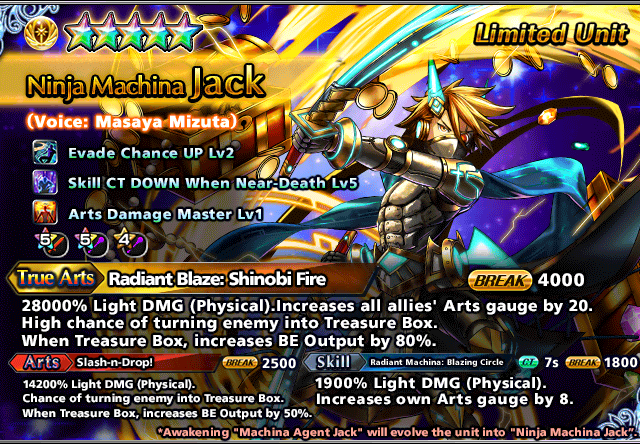 Limited Unit
Ninja Machina Jack
(Voice: Masaya Mizuta)
Evade Chance UP Lv2
Skill CT DOWN When Near-Death Lv5
Arts Damage Master Lv1
5 5 4
True Arts Radiant Blaze: Shinobi Fire BREAK 4000
28000% Light DMG (Physical).Increases all allies' Arts gauge by 20.
High chance of turning enemy into Treasure Box.
When Treasure Box, increases BE Output by 80%.
Arts Slash-n-Drop! BREAK 2500
14200% Light DMG (Physical).
Chance of turning enemy into Treasure Box.
When Treasure Box, increases BE Output by 50%.
Skill Radiant Machina: Blazing Circle CT 7s BREAK 1800
1900% Light DMG (Physical).
Increases own Arts gauge by 8.
*Awakening "Machina Agent Jack" will evolve the unit into "Ninja Machina Jack".